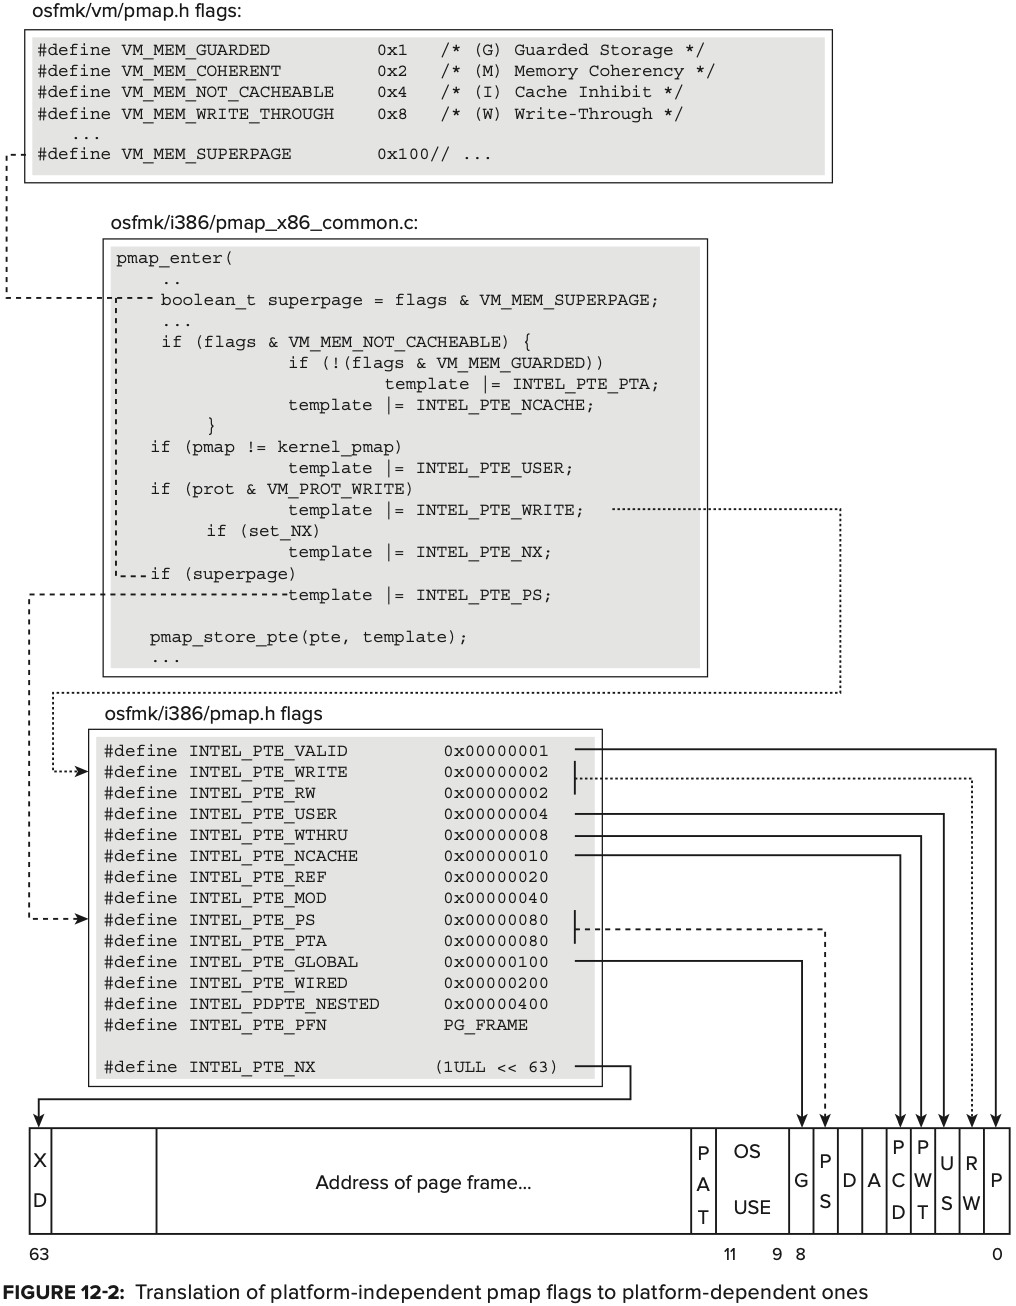 osfmk/vm/pmap.h flags:
#define VM_MEM_GUARDED 0x1 /* (G) Guarded Storage */
#define VM_MEM_COHERENT 0x2 /* (M) Memory Coherency */
#define VM_MEM_NOT_CACHEABLE 0x4 /* (I) Cache Inhibit */
#define VM_MEM_WRITE_THROUGH 0x8 /* (W) Write-Through */
...
#define VM_MEM_SUPERPAGE 0x100// ...
osfmk/i386/pmap_x86_common.c:
pmap_enter(
..
boolean_t superpage = flags & VM_MEM_SUPERPAGE;
...
if (flags & VM_MEM_NOT_CACHEABLE) {
if (!(flags & VM_MEM_GUARDED))
template |= INTEL_PTE_PTA;
template |= INTEL_PTE_NCACHE;
}
if (pmap != kernel_pmap)
template |= INTEL_PTE_USER;
if (prot & VM_PROT_WRITE)
template |= INTEL_PTE_WRITE;
if (set_NX)
template |= INTEL_PTE_NX;
if (superpage)
template |= INTEL_PTE_PS;
pmap_store_pte(pte, template);
...
osfmk/i386/pmap.h flags
#define INTEL_PTE_VALID 0x00000001
#define INTEL_PTE_WRITE 0x00000002
#define INTEL_PTE_RW 0x00000002
#define INTEL_PTE_USER 0x00000004
#define INTEL_PTE_WTHRU 0x00000008
#define INTEL_PTE_NCACHE 0x00000010
#define INTEL_PTE_REF 0x00000020
#define INTEL_PTE_MOD 0x00000040
#define INTEL_PTE_PS 0x00000080
#define INTEL_PTE_PTA 0x00000080
#define INTEL_PTE_GLOBAL 0x00000100
#define INTEL_PTE_WIRED 0x00000200
#define INTEL_PDPTE_NESTED 0x00000400
#define INTEL_PTE_PFN PG_FRAME
#define INTEL_PTE_NX (1ULL << 63)
XD
Address of page frame...
PAT
OS
USE
G
PS
D
A
PCD
PWT
US
RW
P
63 11 9 8 0
FIGURE 12-2: Translation of platform-independent pmap flags to platform-dependent ones